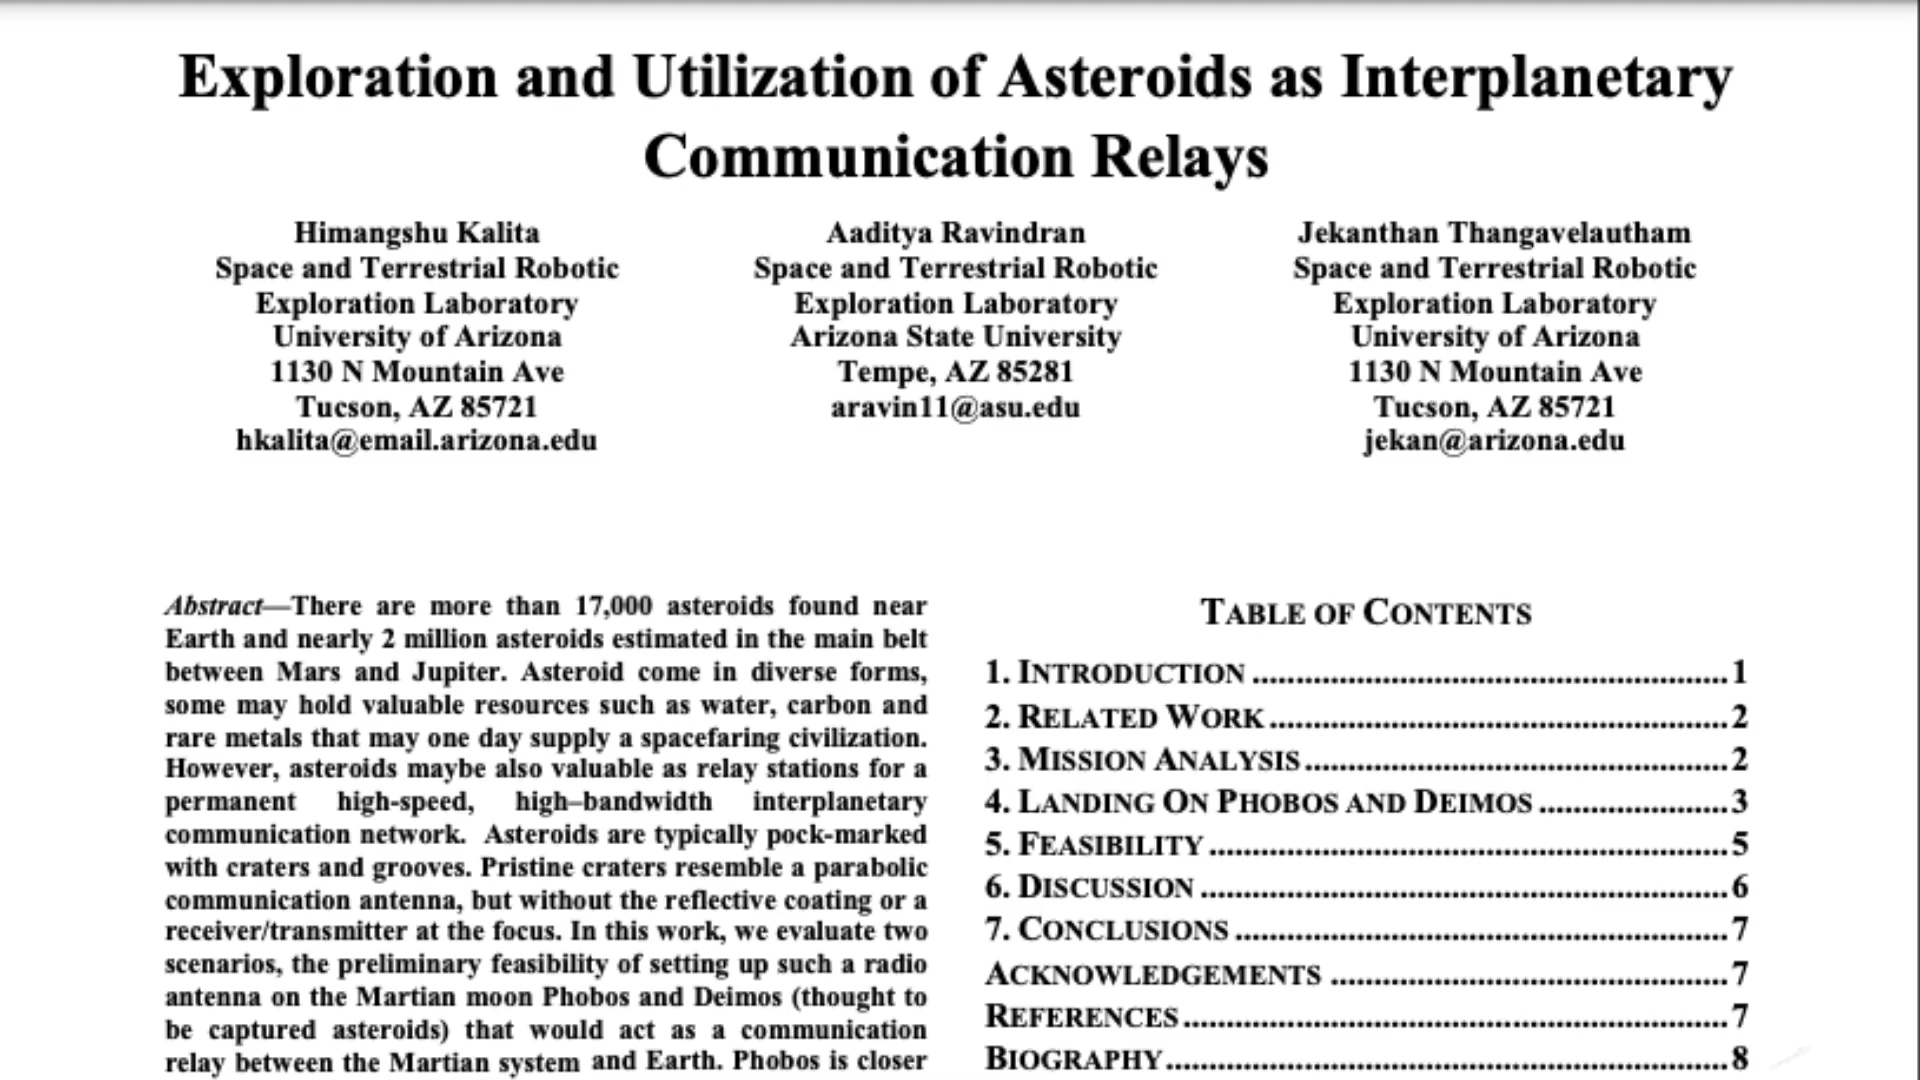 Exploration and Utilization of Asteroids as Interplanetary
Communication Relays
Himangshu Kalita
Space and Terrestrial Robotic
Exploration Laboratory
University of Arizona
1130 N Mountain Ave
Tucson, AZ 85721
hkalita@email.arizona.edu
Aaditya Ravindran
Space and Terrestrial Robotic
Exploration Laboratory
Arizona State University
Tempe, AZ 85281
aravin11@asu.edu
Jekanthan Thangavelautham
Space and Terrestrial Robotic
Exploration Laboratory
University of Arizona
1130 N Mountain Ave
Tucson, AZ 85721
jekan@arizona.edu
Abstract—There are more than 17,000 asteroids found near
Earth and nearly 2 million asteroids estimated in the main belt
between Mars and Jupiter. Asteroid come in diverse forms,
some may hold valuable resources such as water, carbon and
rare metals that may one day supply a spacefaring civilization.
However, asteroids maybe also valuable as relay stations for a
permanent high-speed, high–bandwidth interplanetary
communication network. Asteroids are typically pock-marked
with craters and grooves. Pristine craters resemble a parabolic
communication antenna, but without the reflective coating or a
receiver/transmitter at the focus. In this work, we evaluate two
scenarios, the preliminary feasibility of setting up such a radio
antenna on the Martian moon Phobos and Deimos (thought to
be captured asteroids) that would act as a communication
relay between the Martian system and Earth. Phobos is closer
TABLE OF CONTENTS
1. INTRODUCTION ...................................................... 1
2. RELATED WORK .................................................... 2
3. MISSION ANALYSIS ................................................ 2
4. LANDING ON PHOBOS AND DEIMOS ..................... 3
5. FEASIBILITY ........................................................... 5
6. DISCUSSION ............................................................ 6
7. CONCLUSIONS ........................................................ 7
ACKNOWLEDGEMENTS ............................................. 7
REFERENCES .............................................................. 7
BIOGRAPHY ................................................................ 8